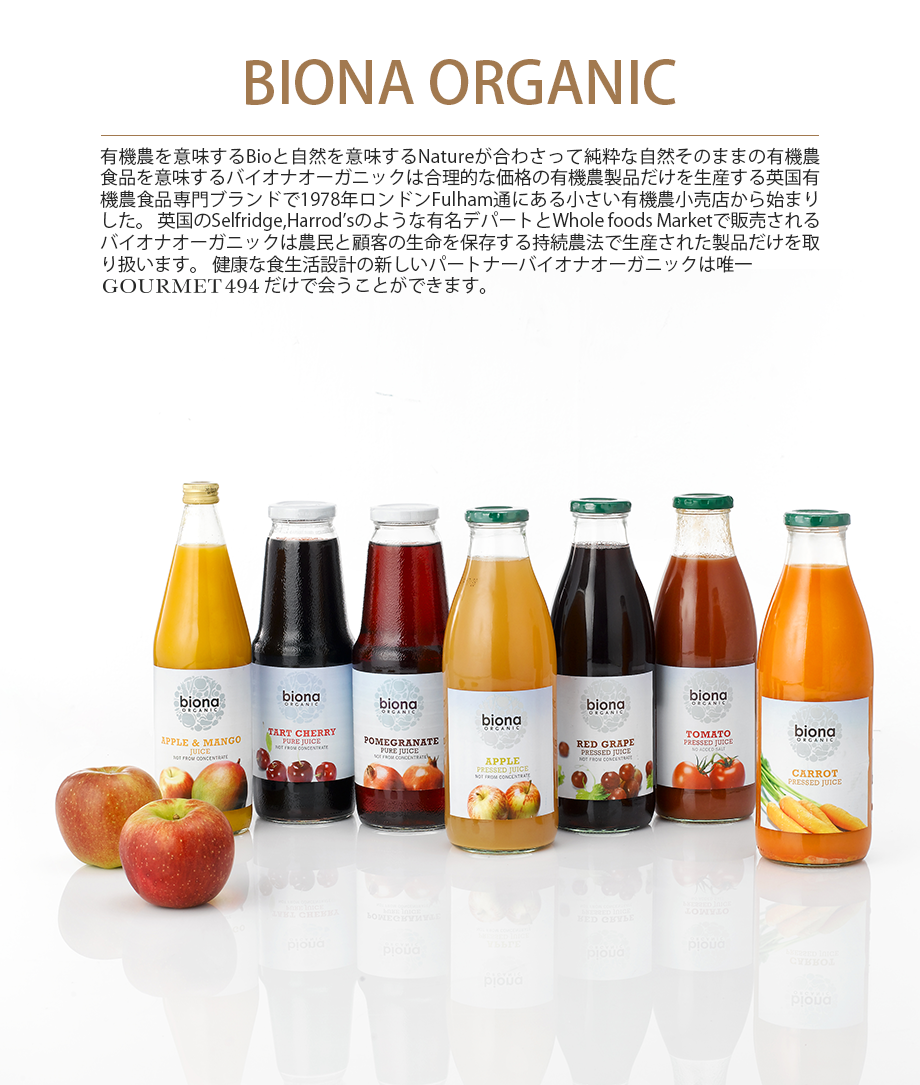 BIONA ORGANIC
有機農を意味するBioと自然を意味するNatureが合わさって純粋な自然そのままの有機農
食品を意味するバイオナオーガニックは合理的な価格の有機農製品だけを生産する英国有
機農食品専門ブランドで1978年ロンドンFulham通にある小さい有機農小売店から始まり
した。 英国のSelfridge,Harrod’sのような有名デパートとWhole foods Marketで販売される
バイオナオーガニックは農民と顧客の生命を保存する持続農法で生産された製品だけを取
り扱います。 健康な食生活設計の新しいパートナーバイオナオーガニックは唯一
GOURMET 494 だけで会うことができます。
biona
ORGANIC
APPLE & MANGO
JUICE
NOT FROM CONCENTRATE
biona
ORGANIC
TART CHERRY
PURE JUICE
NOT FROM CONCENTRATE
biona
ORGANIC
POMEGRANATE
PURE JUICE
NOT FROM CONCENTRATE
biona
ORGANIC
APPLE
PRESSED JUICE
NOT FROM CONCENTRATE
biona
ORGANIC
RED GRAPE
PRESSED JUICE
NOT FROM CONCENTRATE
biona
ORGANIC
TOMATO
PRESSED JUICE
NO ADDED SALT
biona
ORGANIC
CARROT
PRESSED JUICE